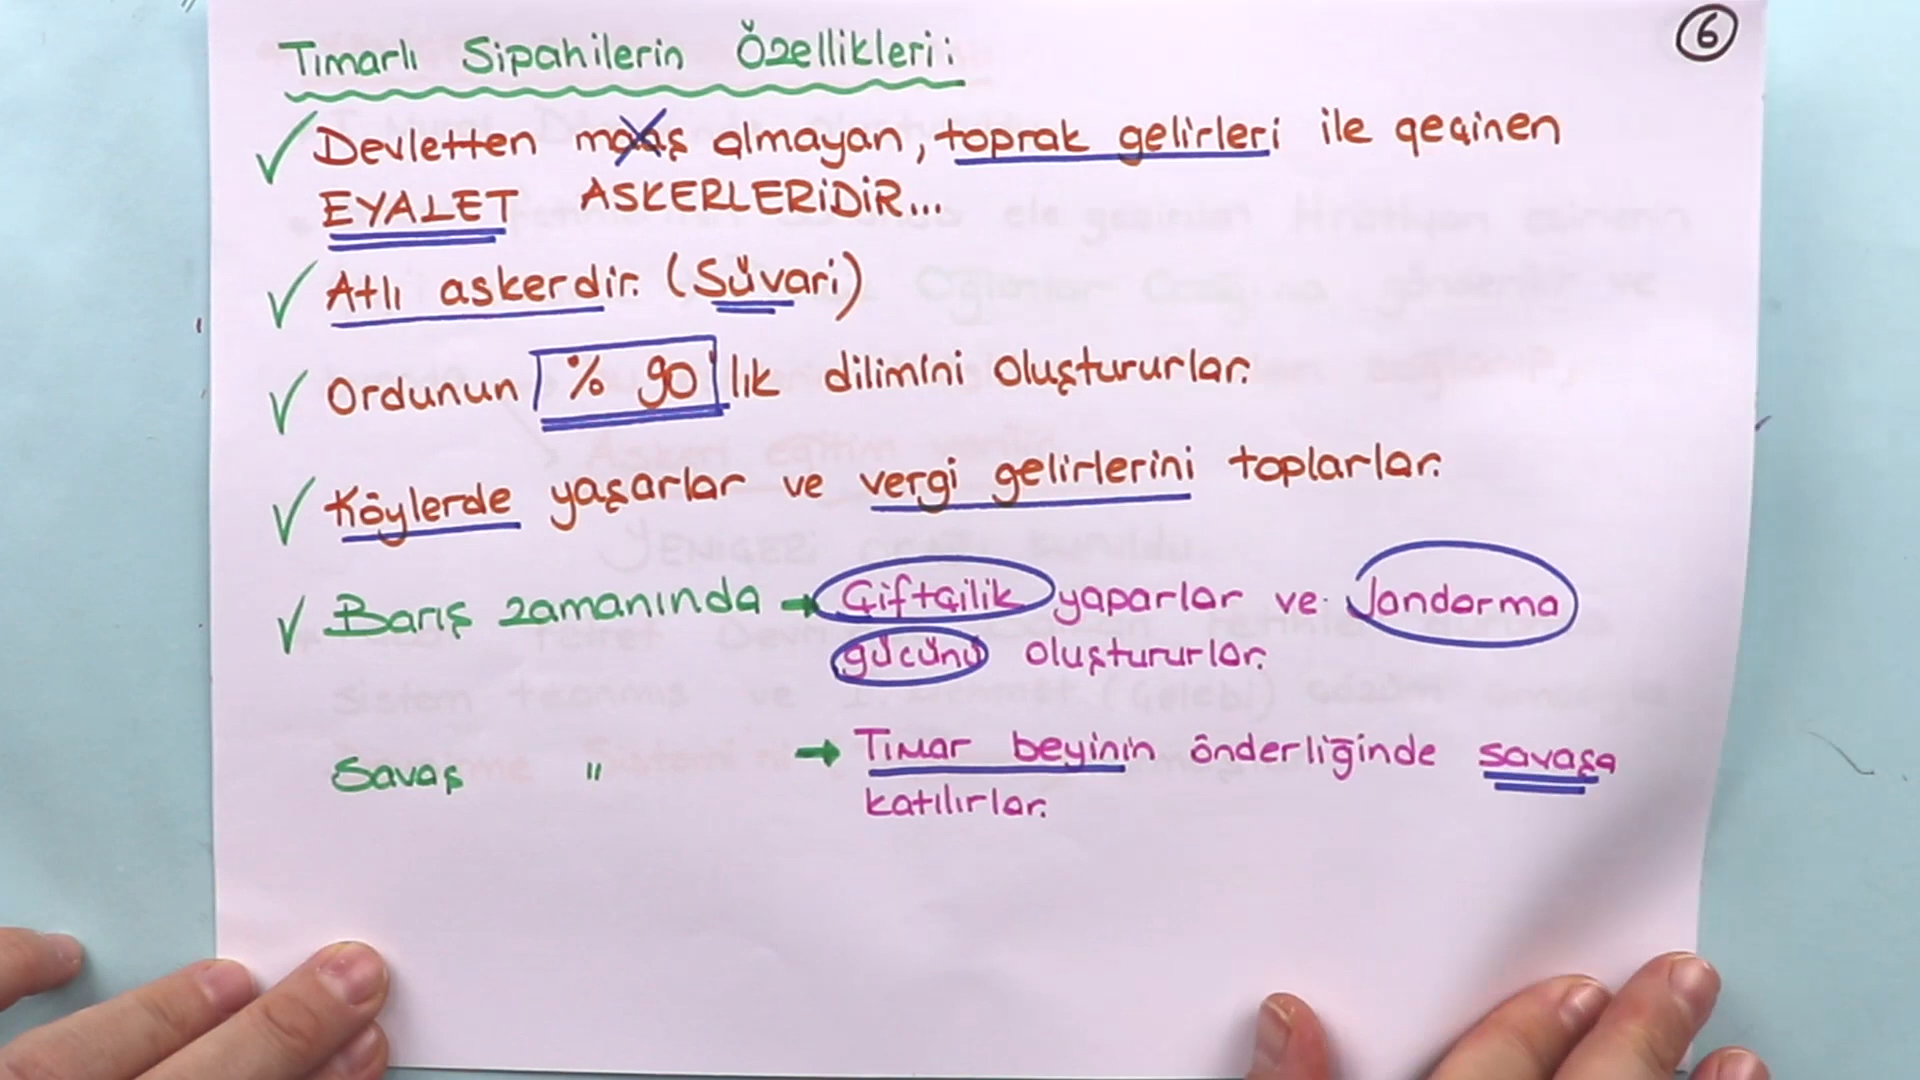 6
Tımarlı Sipahilerin Özellikleri:
Devletten maaş almayan, toprak gelirleri ile geçinen
EYALET ASKERLERİDİR...
Atlı askerdir. (Süvari)
Ordunun % 90 lık dilimini oluştururlar.
Köylerde yaşarlar ve vergi gelirlerini toplarlar.
Barış zamanında → Çiftçilik yaparlar ve Jandarma
gücünü oluştururlar.
Savaş " → Tımar beyinin önderliğinde savaşa
katılırlar.